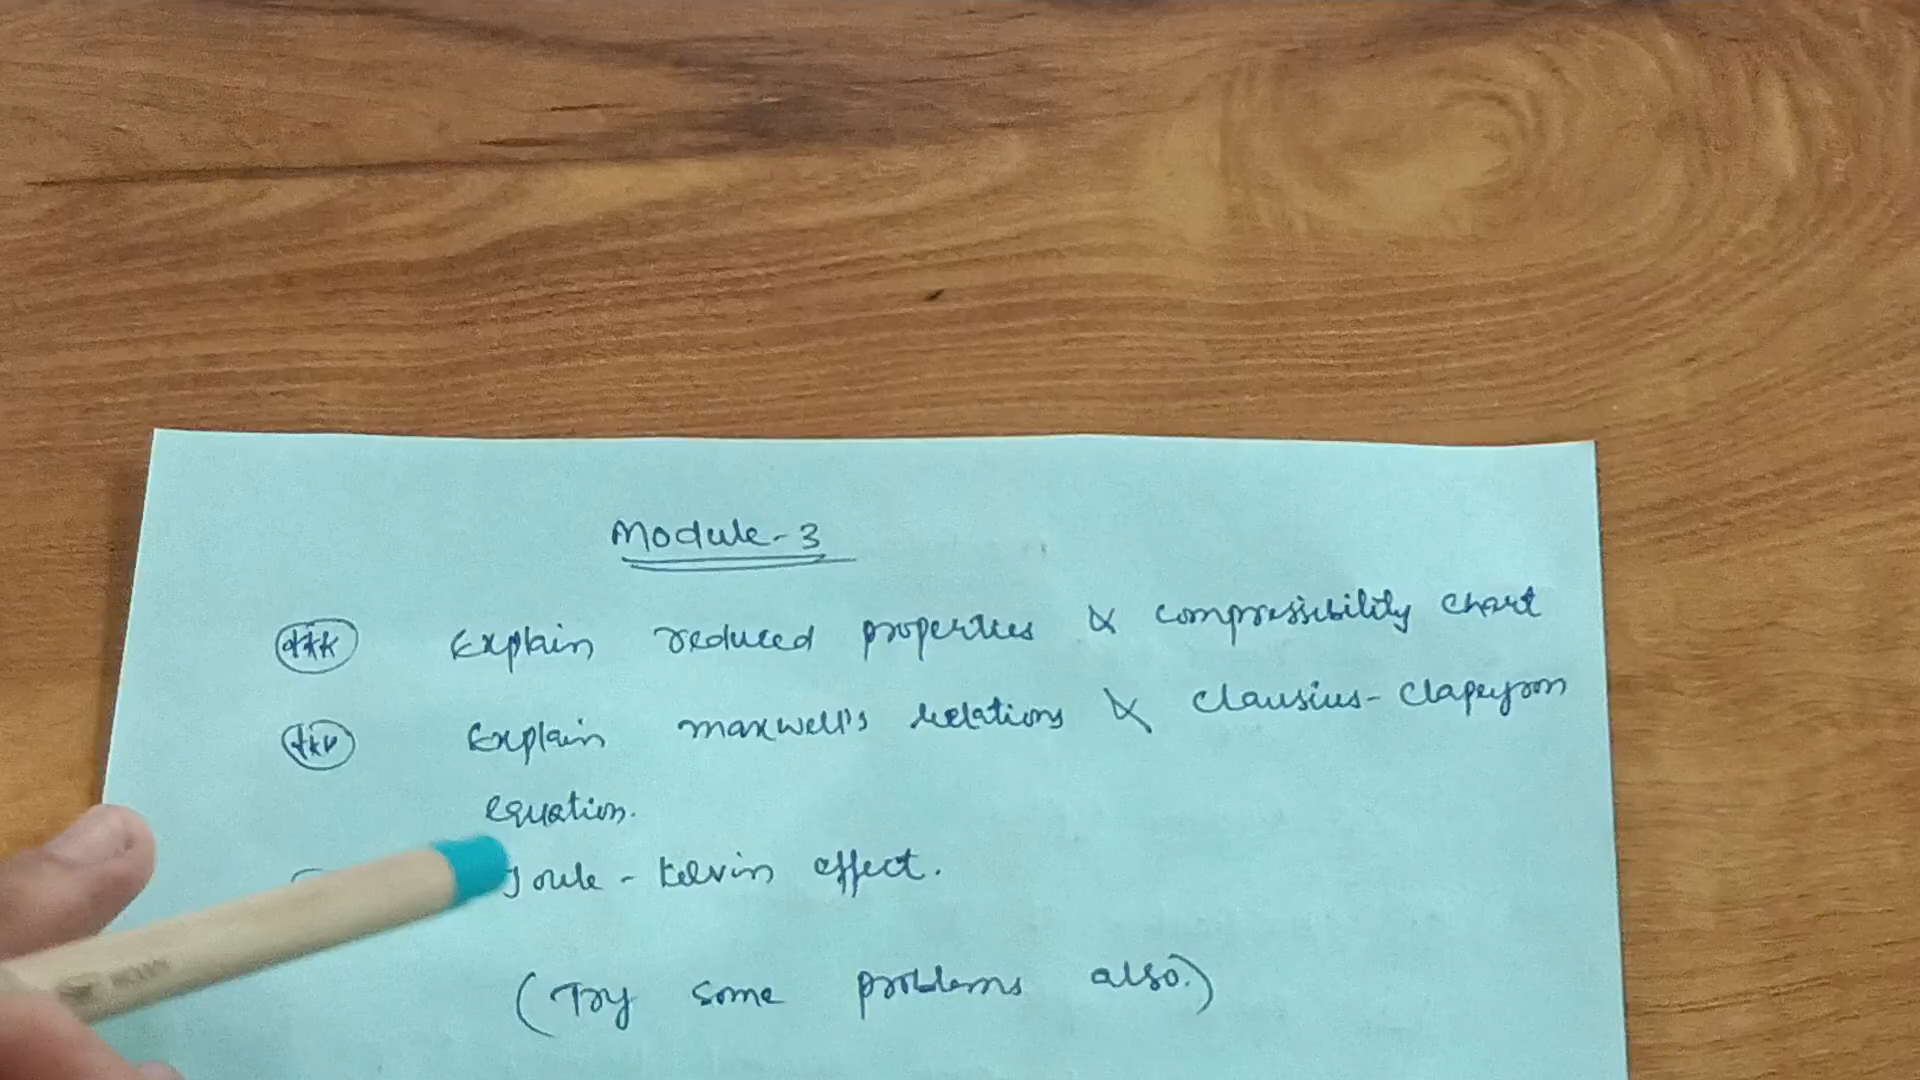 Module-3
*** Explain reduced properties & compressibility chart
*** Explain maxwell's relations & clausius-clapeyron
equation.
Joule-Kelvin effect.
(Try some problems also.)